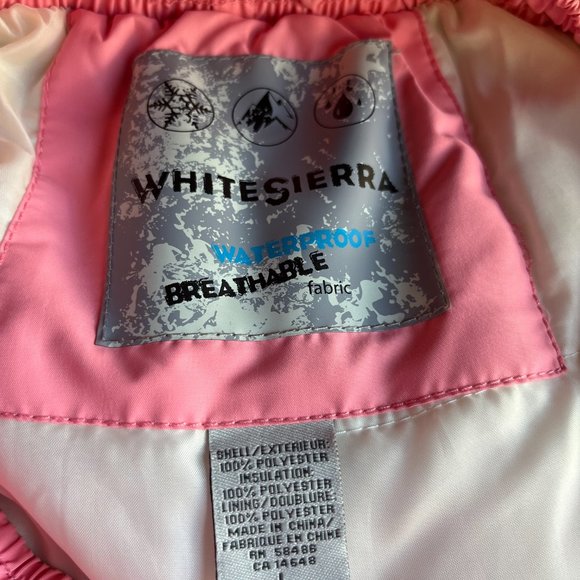 WHITESIERRA
WATERPROOF
BREATHABLE
fabric
SHELL/EXTERIEUR:
100% POLYESTER
INSULATION:
100% POLYESTER
LINING/DOUBLURE:
100% POLYESTER
MADE IN CHINA/
FABRIQUE EN CHINE
RN 58486
CA 14648
L